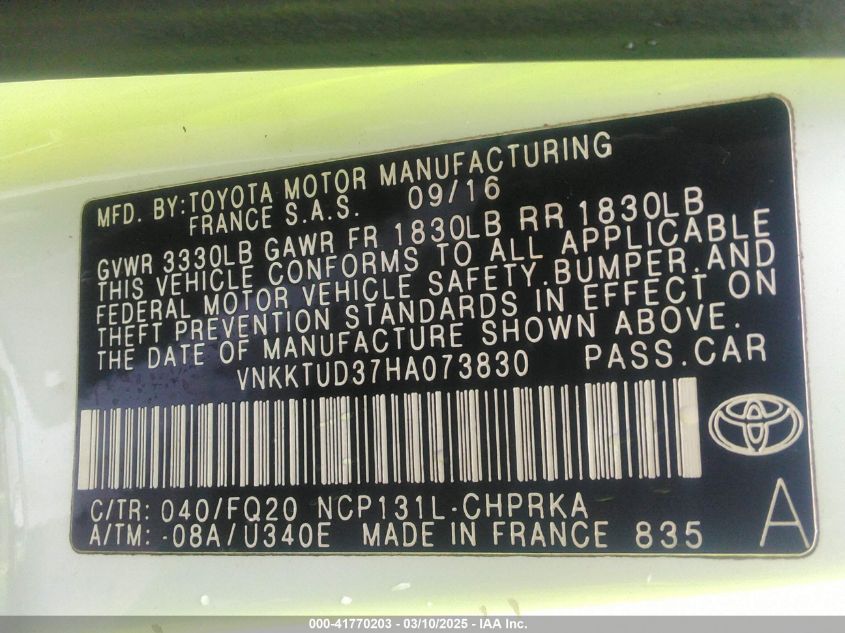 MFD. BY: TOYOTA MOTOR MANUFACTURING
FRANCE S.A.S. 09/16
GVWR 3330LB GAWR FR 1830LB RR 1830LB
THIS VEHICLE CONFORMS TO ALL APPLICABLE
FEDERAL MOTOR VEHICLE SAFETY, BUMPER, AND
THEFT PREVENTION STANDARDS IN EFFECT ON
THE DATE OF MANUFACTURE SHOWN ABOVE.
VNKKTUD37HA073830 PASS.CAR
C/TR: 040/FQ20 NCP131L-CHPRKA
A/TM: -08A/U340E MADE IN FRANCE 835
A
000-41770203 - 03/10/2025 - IAA Inc.